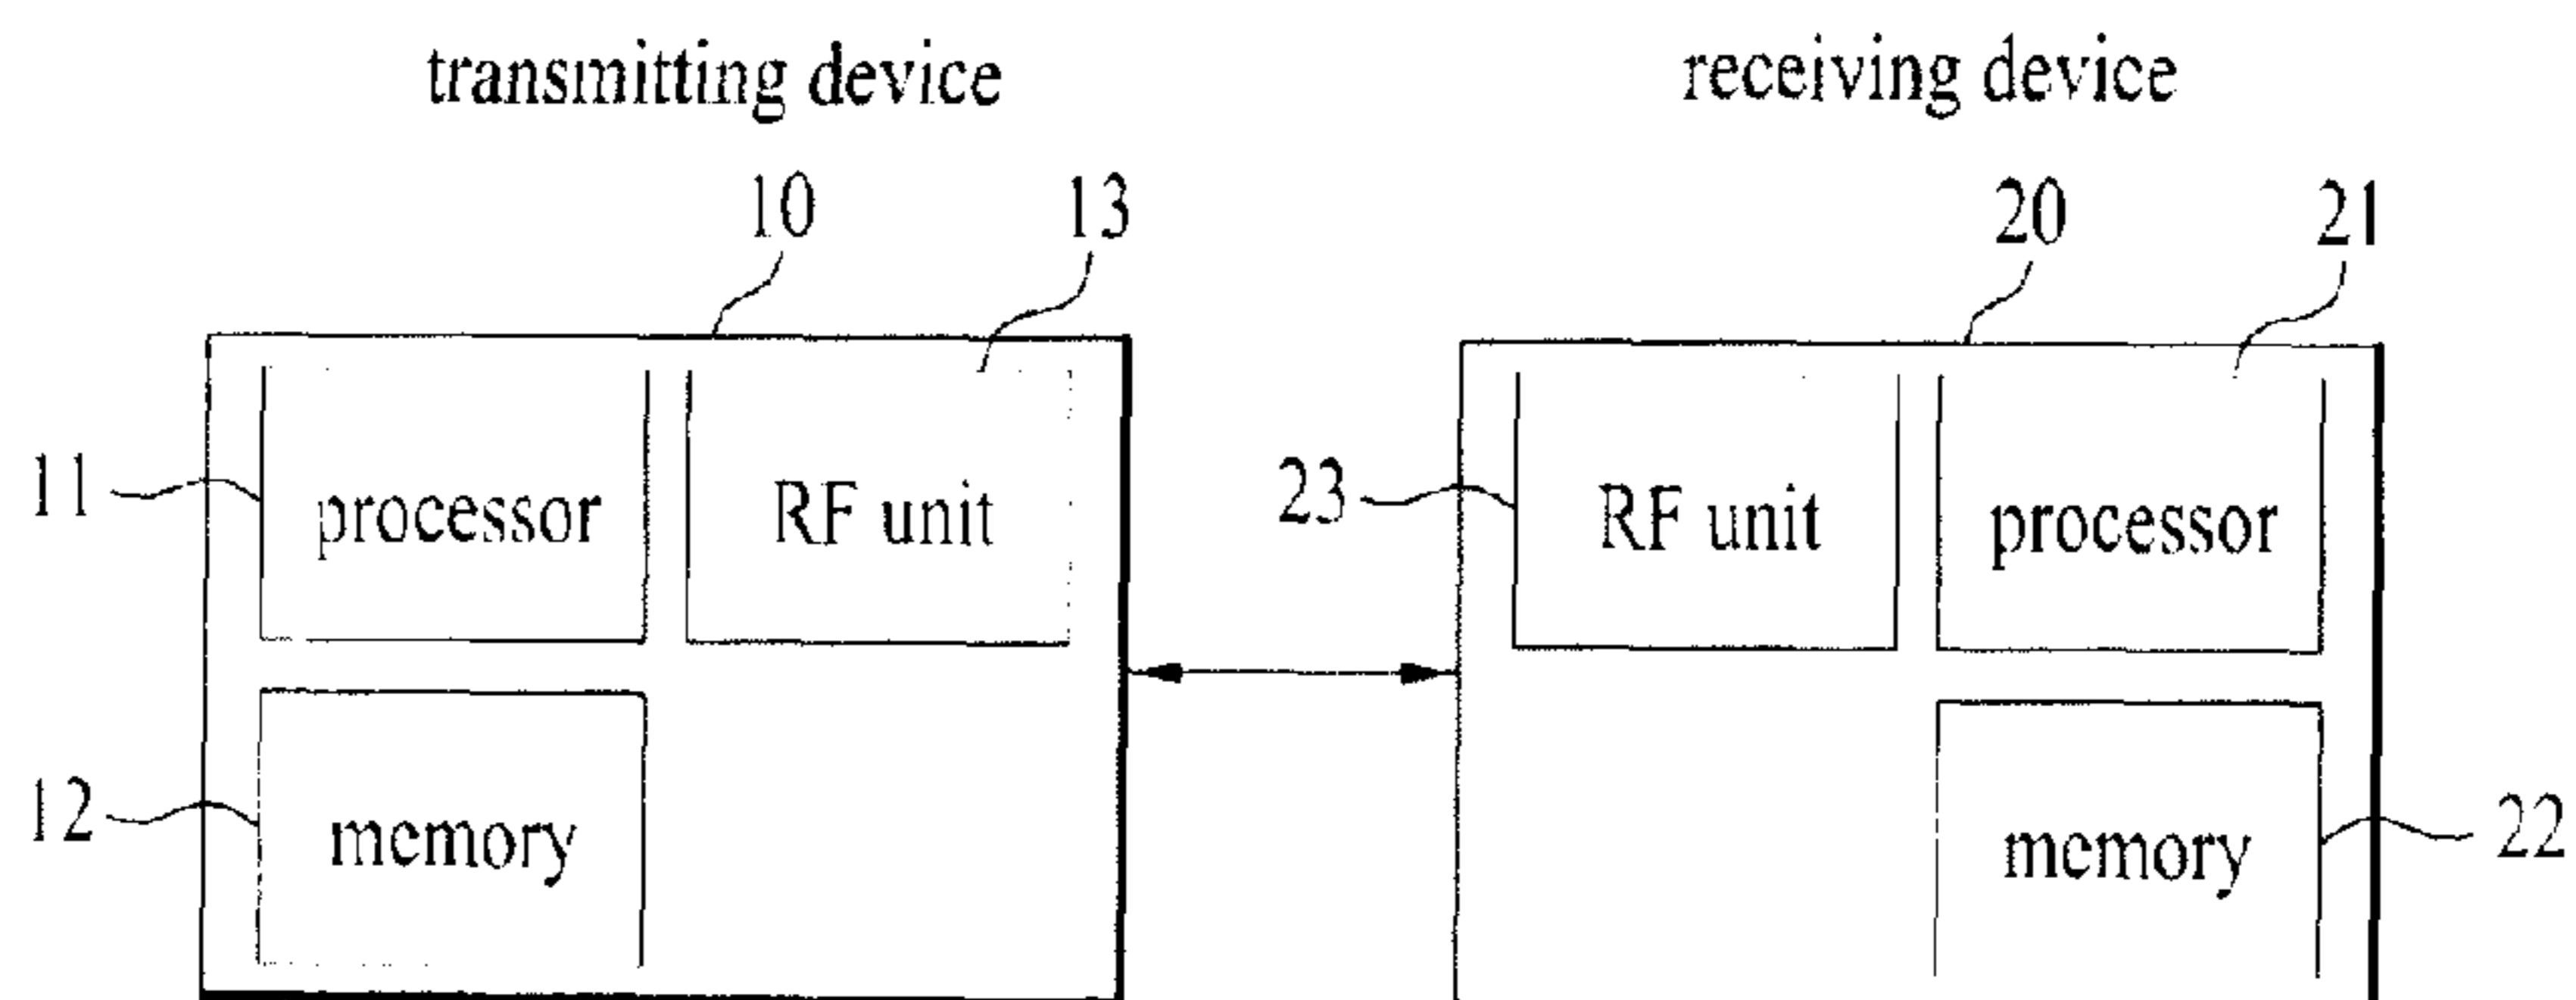 transmitting device
receiving device
10
13
20
21
11
processor
RF unit
23
RF unit
processor
12
memory
memory
22